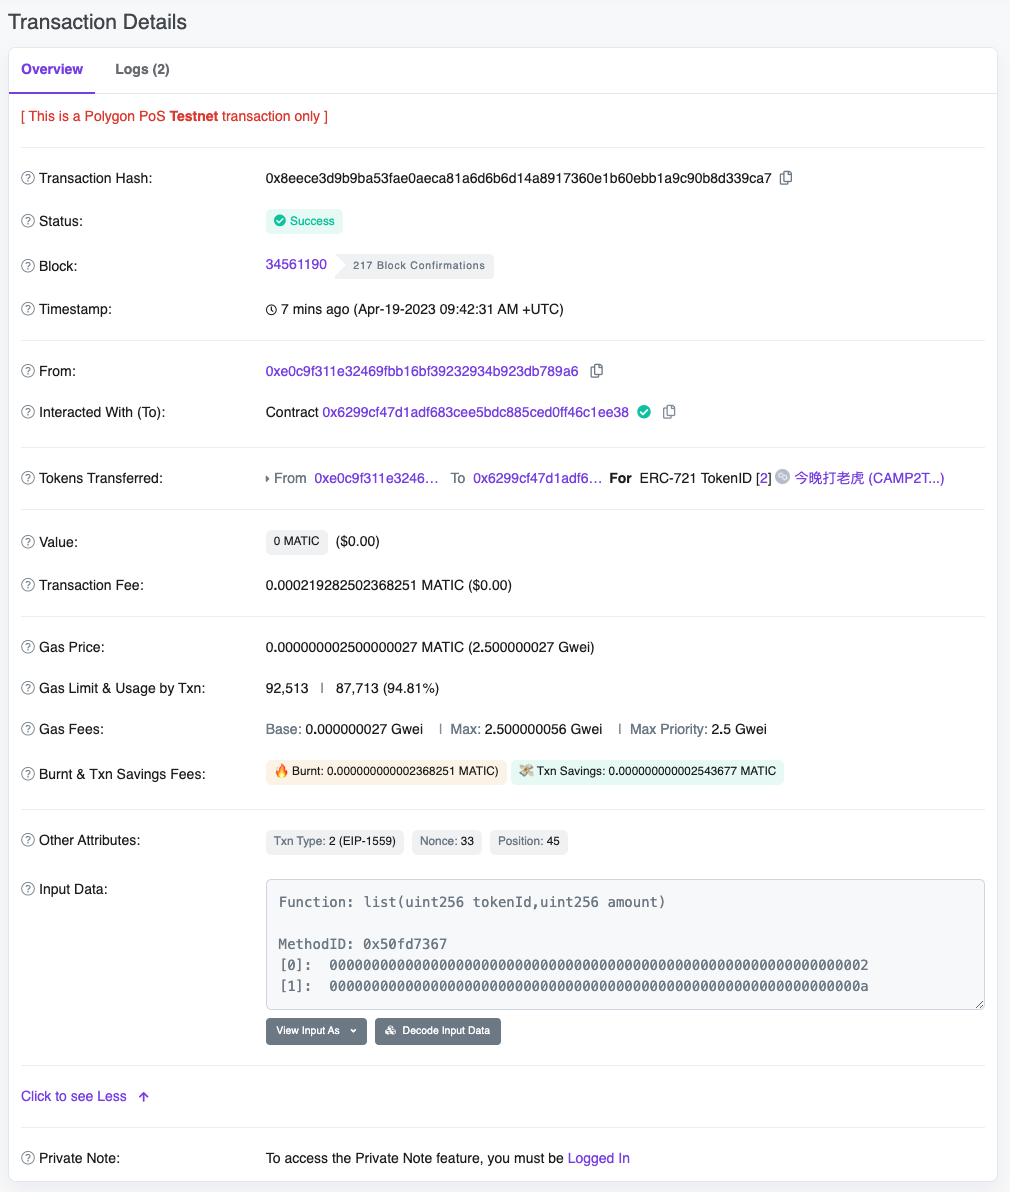 Transaction Details
Overview Logs (2)
[ This is a Polygon PoS Testnet transaction only ]
Transaction Hash: 0x8eece3d9b9ba53fae0aeca81a6d6b6d14a8917360e1b60ebb1a9c90b8d339ca7
Status: Success
Block: 34561190 217 Block Confirmations
Timestamp: 7 mins ago (Apr-19-2023 09:42:31 AM +UTC)
From: 0xe0c9f311e32469fbb16bf39232934b923db789a6
Interacted With (To): Contract 0x6299cf47d1adf683cee5bdc885ced0ff46c1ee38
Tokens Transferred: From 0xe0c9f311e3246... To 0x6299cf47d1adf6... For ERC-721 TokenID [2] 今晚打老虎 (CAMP2T...)
Value: 0 MATIC ($0.00)
Transaction Fee: 0.000219282502368251 MATIC ($0.00)
Gas Price: 0.000000002500000027 MATIC (2.500000027 Gwei)
Gas Limit & Usage by Txn: 92,513 | 87,713 (94.81%)
Gas Fees: Base: 0.000000027 Gwei | Max: 2.500000056 Gwei | Max Priority: 2.5 Gwei
Burnt & Txn Savings Fees: 🔥 Burnt: 0.000000000002368251 MATIC) 💸 Txn Savings: 0.000000000002543677 MATIC
Other Attributes: Txn Type: 2 (EIP-1559) Nonce: 33 Position: 45
Input Data:
Function: list(uint256 tokenId,uint256 amount)
MethodID: 0x50fd7367
[0]: 0000000000000000000000000000000000000000000000000000000000000002
[1]: 000000000000000000000000000000000000000000000000000000000000000a
View Input As Decode Input Data
Click to see Less
Private Note: To access the Private Note feature, you must be Logged In